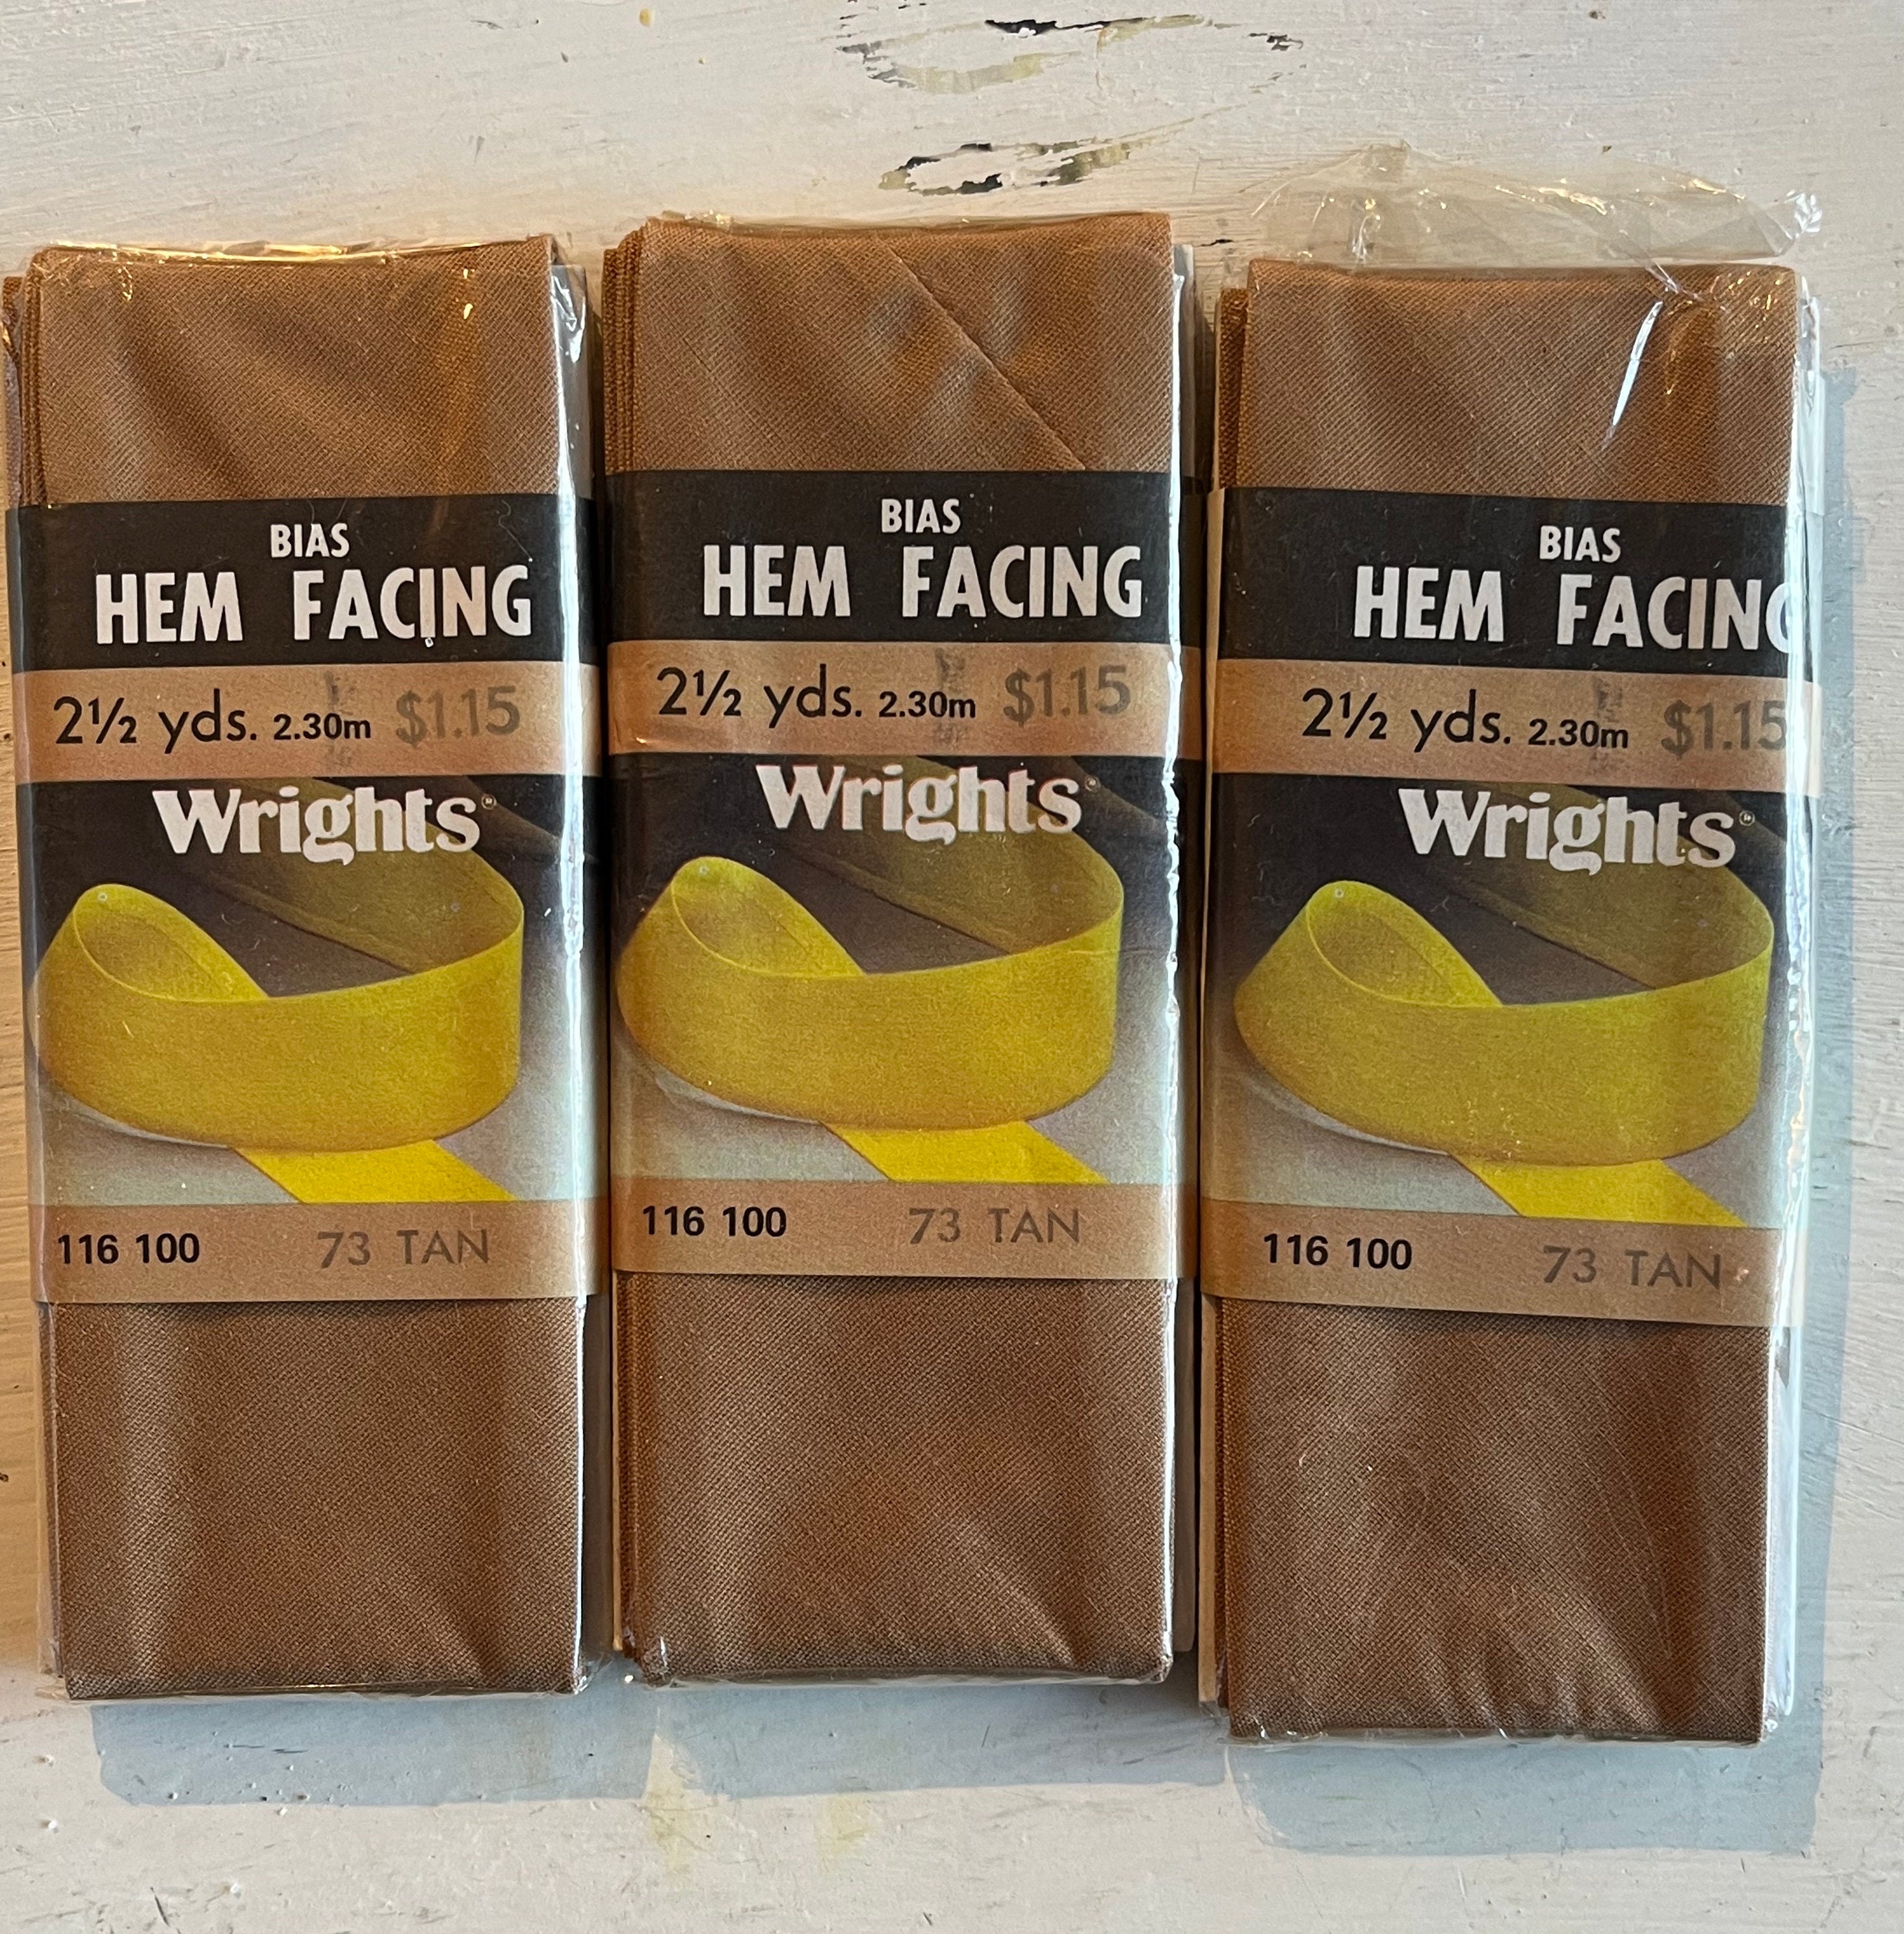 BIAS
HEM FACING
2½ yds. 2.30m $1.15
Wrights®
116 100 73 TAN
BIAS
HEM FACING
2½ yds. 2.30m $1.15
Wrights®
116 100 73 TAN
BIAS
HEM FACING
2½ yds. 2.30m $1.15
Wrights®
116 100 73 TAN